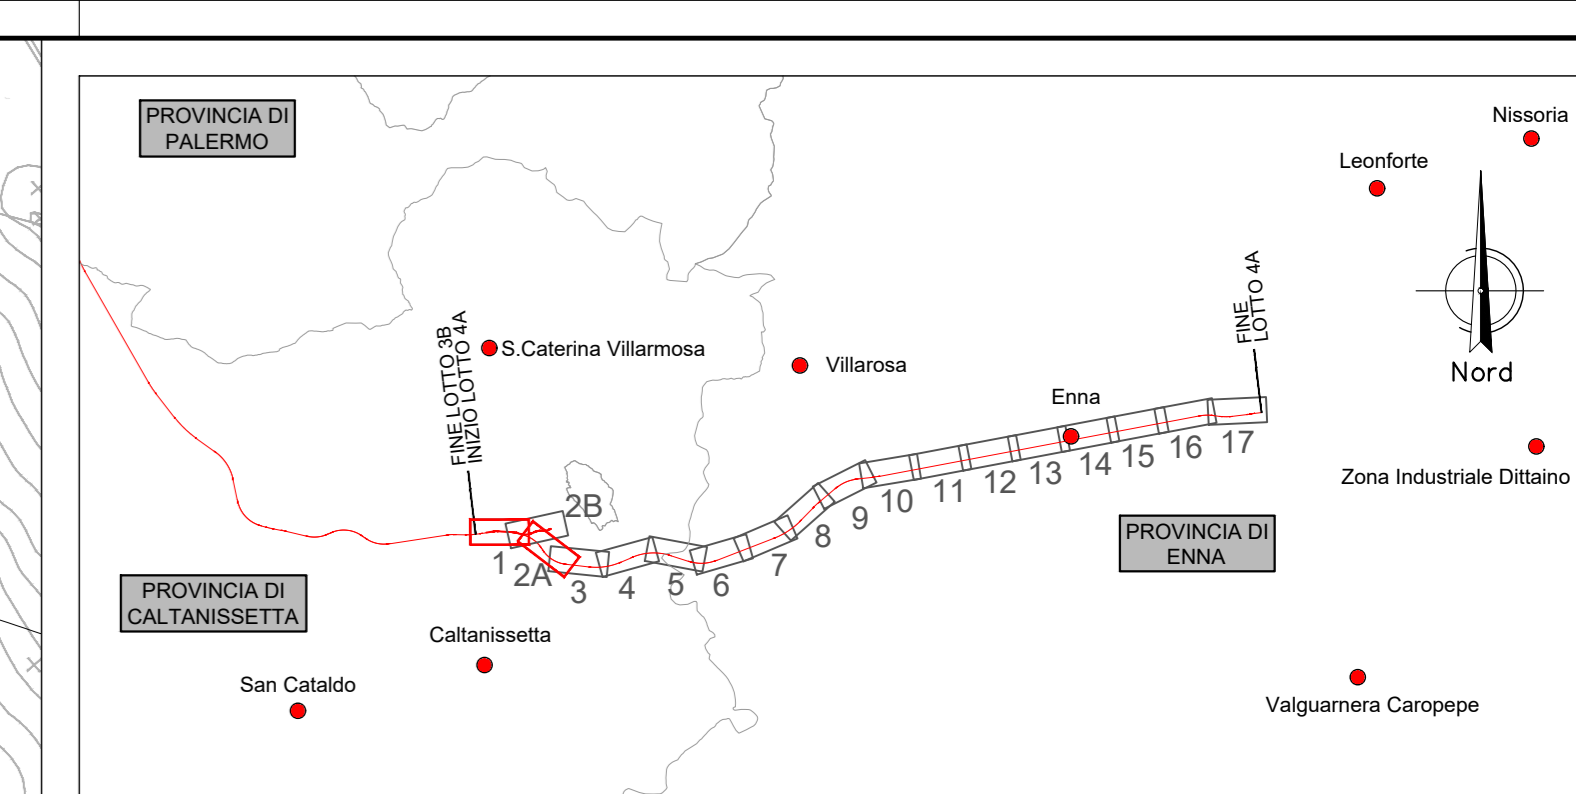 PROVINCIA DI
PALERMO
Nissoria
Leonforte
Nord
FINE
LOTTO 4A
FINE LOTTO 3B
INIZIO LOTTO 4A
S.Caterina Villarmosa
Villarosa
Enna
Zona Industriale Dittaino
1
2A
2B
3
4
5
6
7
8
9
10
11
12
13
14
15
16
17
PROVINCIA DI
ENNA
PROVINCIA DI
CALTANISSETTA
Caltanissetta
San Cataldo
Valguarnera Caropepe